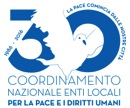 1986 2016
LA PACE COMINCIA DALLE NOSTRE CITTÀ
30
COORDINAMENTO
NAZIONALE ENTI LOCALI
PER LA PACE E I DIRITTI UMANI